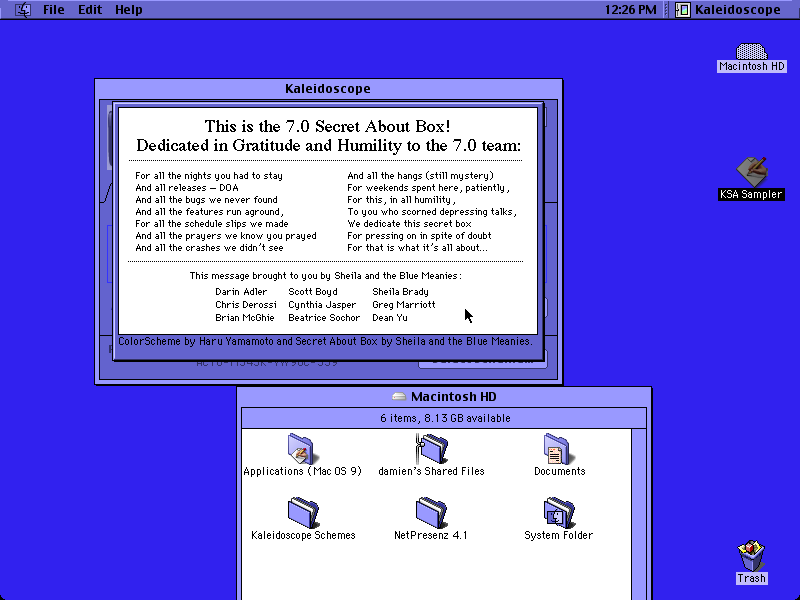 File Edit Help
12:26 PM
Kaleidoscope
Macintosh HD
KSA Sampler
Kaleidoscope
This is the 7.0 Secret About Box!
Dedicated in Gratitude and Humility to the 7.0 team:
For all the nights you had to stay
And all releases – DOA
And all the bugs we never found
And all the features run aground,
For all the schedule slips we made
And all the prayers we know you prayed
And all the crashes we didn't see
And all the hangs (still mystery)
For weekends spent here, patiently,
For this, in all humility,
To you who scorned depressing talks,
We dedicate this secret box
For pressing on in spite of doubt
For that is what it's all about...
This message brought to you by Sheila and the Blue Meanies:
Darin Adler Scott Boyd Sheila Brady
Chris Derossi Cynthia Jasper Greg Marriott
Brian McGhie Beatrice Sochor Dean Yu
ColorScheme by Haru Yamamoto and Secret About Box by Sheila and the Blue Meanies.
Macintosh HD
6 items, 8.13 GB available
Applications (Mac OS 9) damien's Shared Files Documents
Kaleidoscope Schemes NetPresenz 4.1 System Folder
Trash